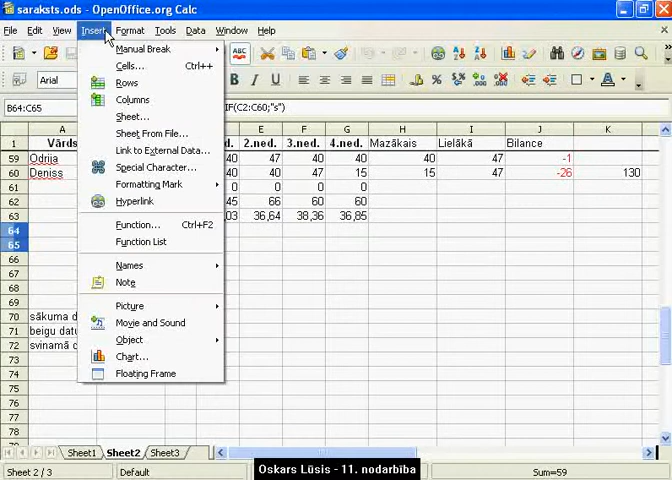 saraksts.ods - OpenOffice.org Calc
File Edit View Insert Format Tools Data Window Help
Manual Break
Cells... Ctrl++
Rows
Columns
Sheet...
Sheet From File...
Link to External Data...
Special Character...
Formatting Mark
Hyperlink
Function... Ctrl+F2
Function List
Names
Note
Picture
Movie and Sound
Object
Chart...
Floating Frame
Arial
B64:C65 IF(C2:C60;"s")
A E F G H I J K
1 Vārds d. 2.ned. 3.ned. 4.ned. Mazākais Lielākā Bilance
59 Odrija 40 47 40 40 40 47 -1
60 Deniss 40 40 47 15 15 47 -26 130
61 0 0 0 0
62 45 66 60 60
63 03 36,64 38,36 36,85
64
65
66
67
68
69
70 sākuma d
71 beigu datu
72 svinamā d
73
74
75
76
77
78
Sheet1 Sheet2 Sheet3
Sheet 2 / 3 Default Sum=59
Oskars Lūsis - 11. nodarbība